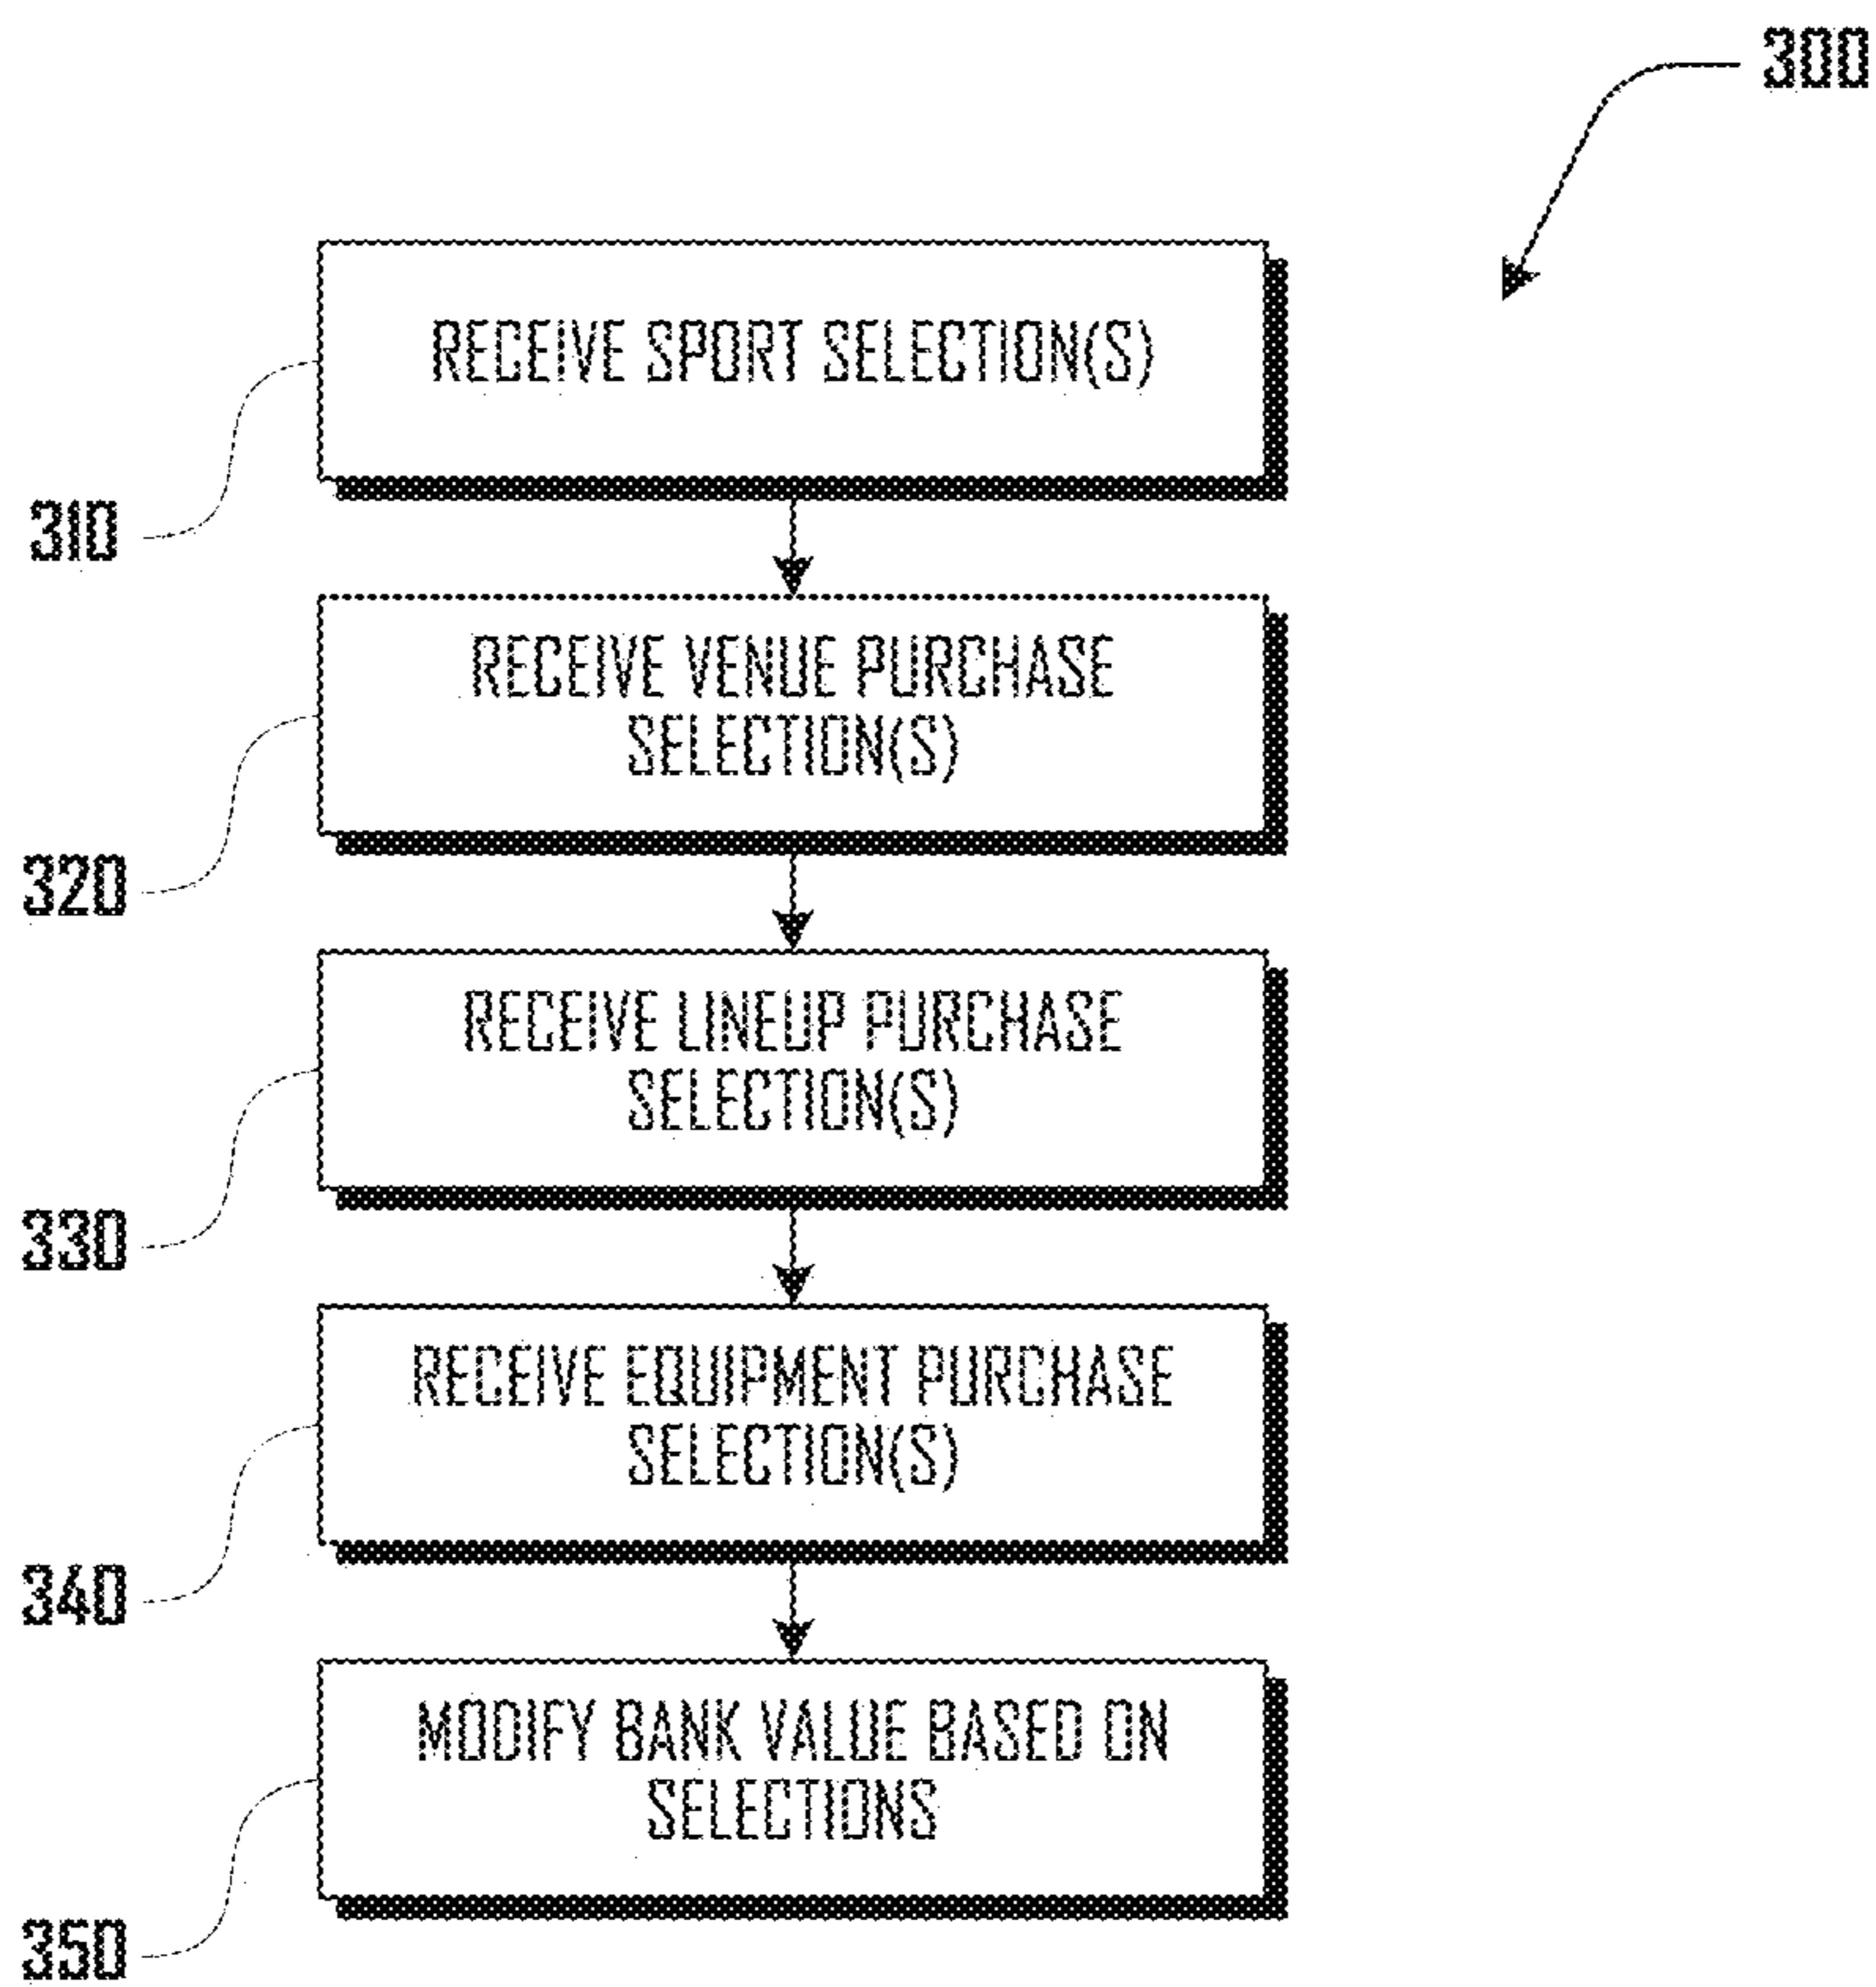 300
RECEIVE SPORT SELECTION(S)
310
RECEIVE VENUE PURCHASE
SELECTION(S)
320
RECEIVE LINEUP PURCHASE
SELECTION(S)
330
RECEIVE EQUIPMENT PURCHASE
SELECTION(S)
340
MODIFY BANK VALUE BASED ON
SELECTIONS
350